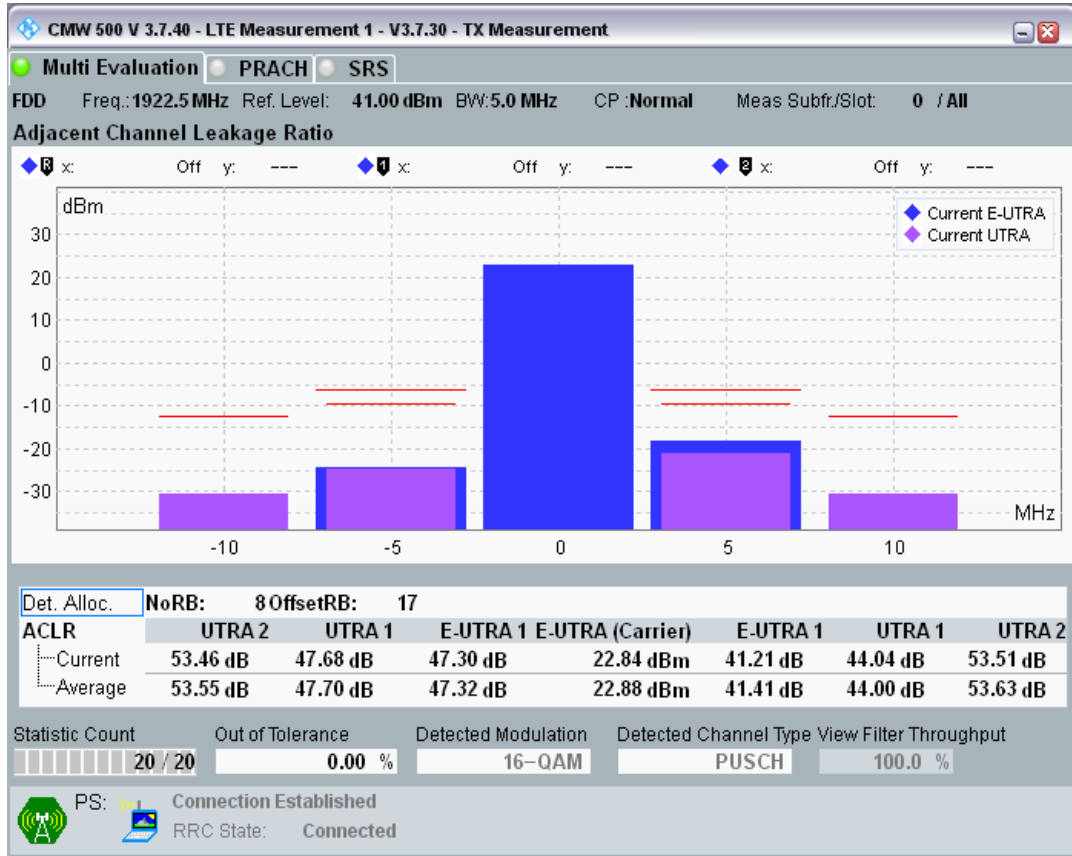 CMW 500 V 3.7.40 - LTE Measurement 1 - V3.7.30 - TX Measurement
Multi Evaluation PRACH SRS
FDD Freq.: 1922.5 MHz Ref. Level: 41.00 dBm BW: 5.0 MHz CP : Normal Meas Subfr./Slot: 0 / All
Adjacent Channel Leakage Ratio
R x: Off y: --- 1 x: Off y: --- 2 x: Off y: ---
dBm
Current E-UTRA
Current UTRA
30
20
10
0
-10
-20
-30
MHz
-10 -5 0 5 10
Det. Alloc. NoRB: 8 OffsetRB: 17
ACLR UTRA 2 UTRA 1 E-UTRA 1 E-UTRA (Carrier) E-UTRA 1 UTRA 1 UTRA 2
Current 53.46 dB 47.68 dB 47.30 dB 22.84 dBm 41.21 dB 44.04 dB 53.51 dB
Average 53.55 dB 47.70 dB 47.32 dB 22.88 dBm 41.41 dB 44.00 dB 53.63 dB
Statistic Count Out of Tolerance Detected Modulation Detected Channel Type View Filter Throughput
20 / 20 0.00 % 16-QAM PUSCH 100.0 %
PS: Connection Established
RRC State: Connected